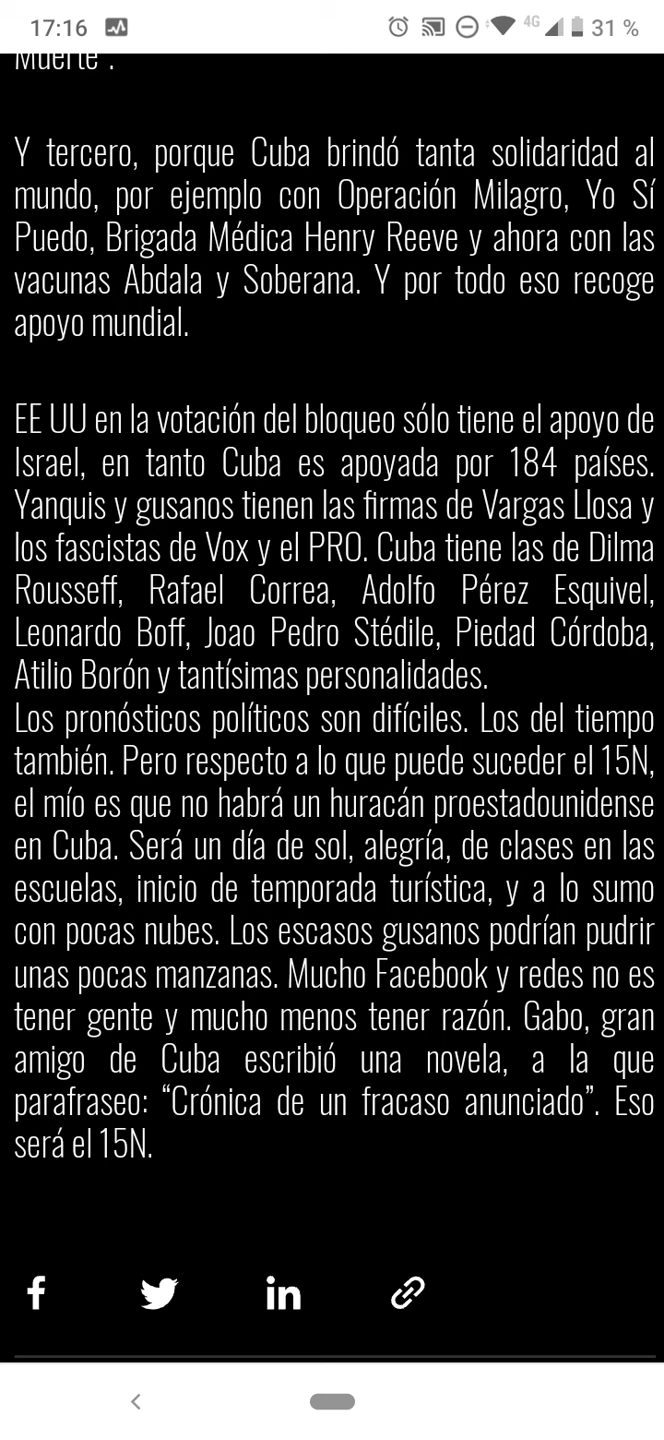 17:16
4G
31 %
Muerte".
Y tercero, porque Cuba brindó tanta solidaridad al
mundo, por ejemplo con Operación Milagro, Yo Sí
Puedo, Brigada Médica Henry Reeve y ahora con las
vacunas Abdala y Soberana. Y por todo eso recoge
apoyo mundial.
EE UU en la votación del bloqueo sólo tiene el apoyo de
Israel, en tanto Cuba es apoyada por 184 países.
Yanquis y gusanos tienen las firmas de Vargas Llosa y
los fascistas de Vox y el PRO. Cuba tiene las de Dilma
Rousseff, Rafael Correa, Adolfo Pérez Esquivel,
Leonardo Boff, Joao Pedro Stédile, Piedad Córdoba,
Atilio Borón y tantísimas personalidades.
Los pronósticos políticos son difíciles. Los del tiempo
también. Pero respecto a lo que puede suceder el 15N,
el mío es que no habrá un huracán proestadounidense
en Cuba. Será un día de sol, alegría, de clases en las
escuelas, inicio de temporada turística, y a lo sumo
con pocas nubes. Los escasos gusanos podrían pudrir
unas pocas manzanas. Mucho Facebook y redes no es
tener gente y mucho menos tener razón. Gabo, gran
amigo de Cuba escribió una novela, a la que
parafraseo: “Crónica de un fracaso anunciado”. Eso
será el 15N.